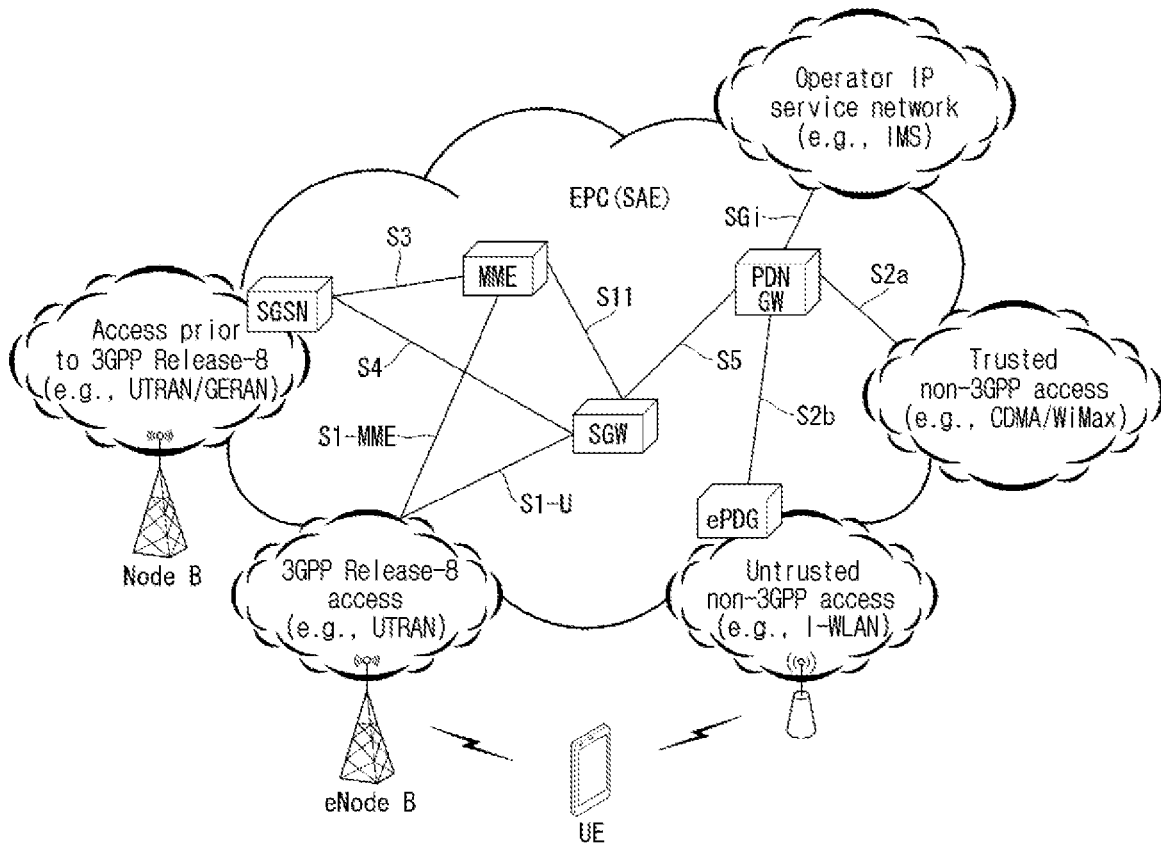 Operator IP
service network
(e.g., IMS)
EPC(SAE)
SGi
S3
MME
PDN
GW
S2a
SGSN
S11
Access prior
to 3GPP Release-8
(e.g., UTRAN/GERAN)
S4
S5
Trusted
non-3GPP access
(e.g., CDMA/WiMax)
S1-MME
SGW
S2b
S1-U
ePDG
Node B
3GPP Release-8
access
(e.g., UTRAN)
Untrusted
non-3GPP access
(e.g., I-WLAN)
eNode B
UE